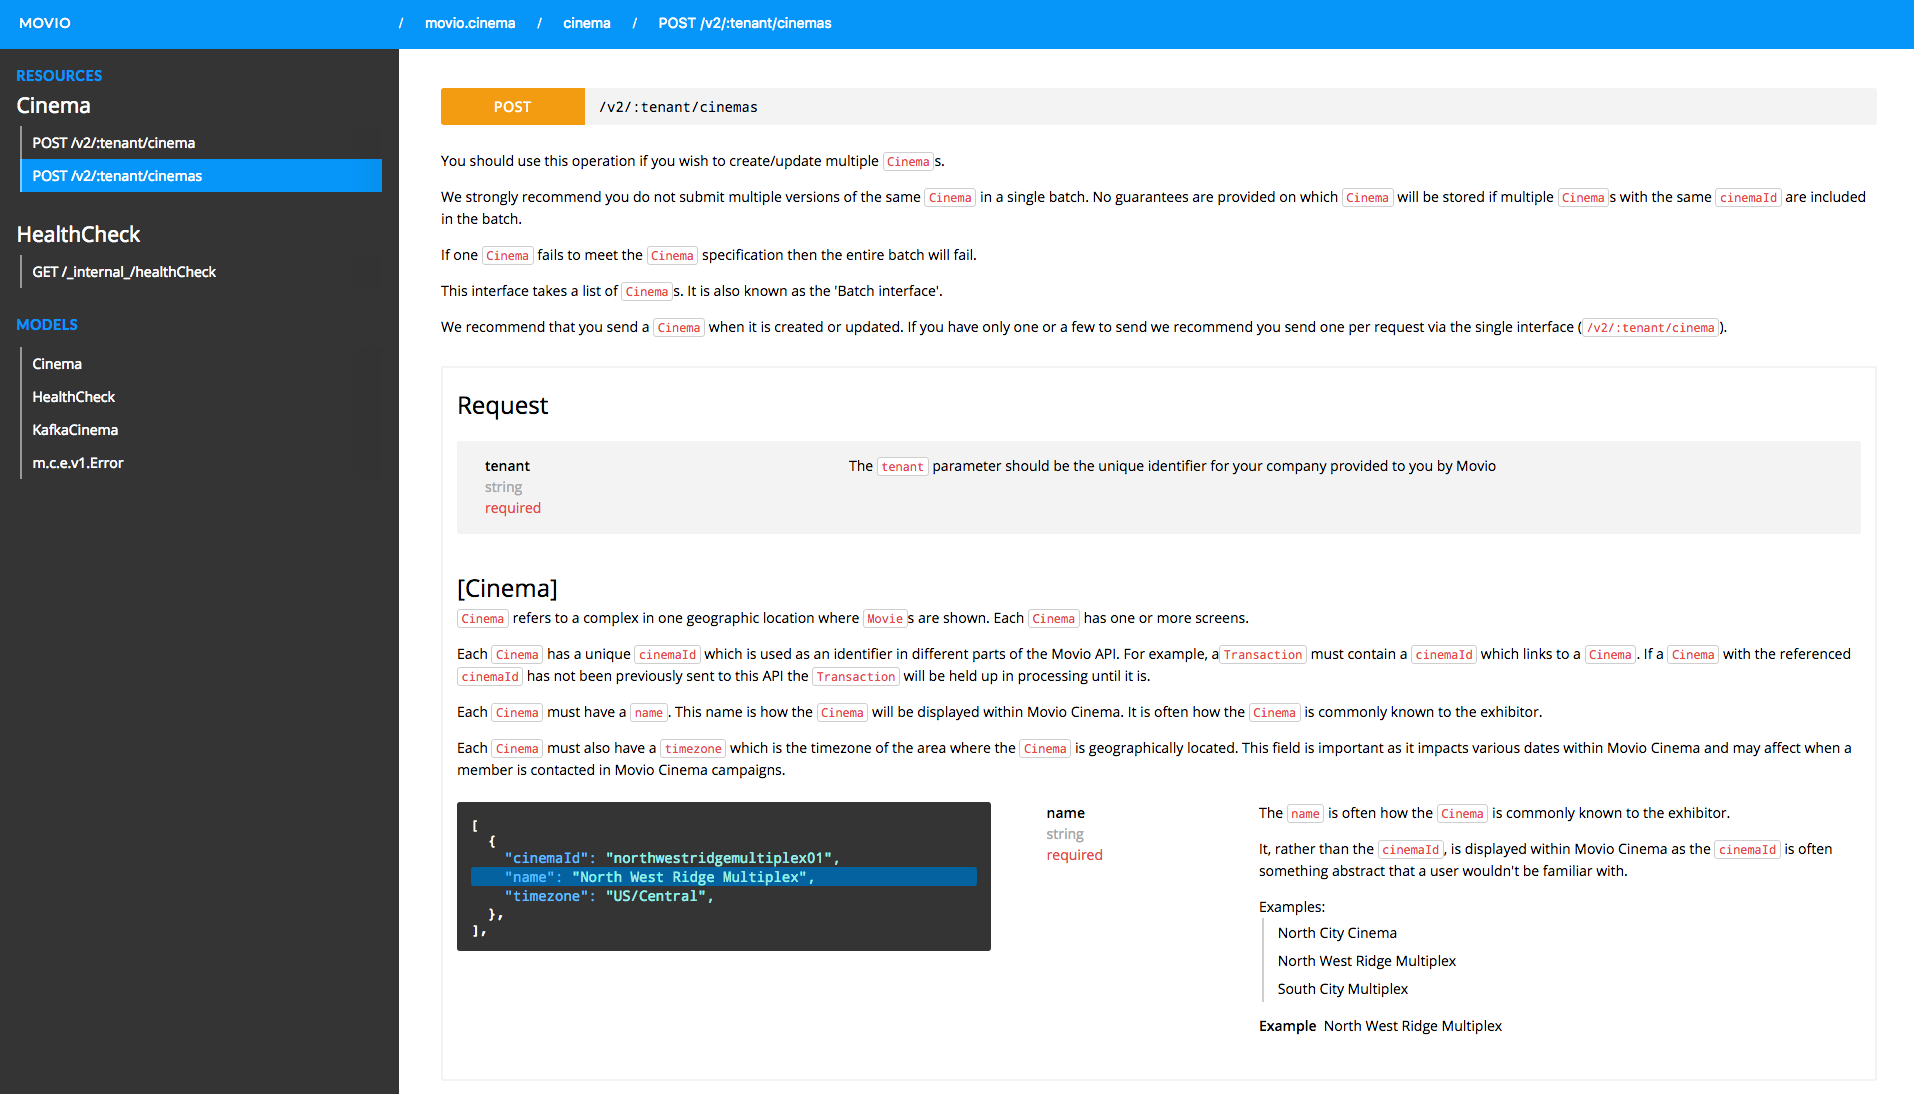 MOVIO
/ movio.cinema / cinema / POST /v2/:tenant/cinemas
RESOURCES
Cinema
POST /v2/:tenant/cinema
POST /v2/:tenant/cinemas
HealthCheck
GET /_internal_/healthCheck
MODELS
Cinema
HealthCheck
KafkaCinema
m.c.e.v1.Error
POST /v2/:tenant/cinemas
You should use this operation if you wish to create/update multiple Cinemas.
We strongly recommend you do not submit multiple versions of the same Cinema in a single batch. No guarantees are provided on which Cinema will be stored if multiple Cinemas with the same cinemaId are included
in the batch.
If one Cinema fails to meet the Cinema specification then the entire batch will fail.
This interface takes a list of Cinemas. It is also known as the 'Batch interface'.
We recommend that you send a Cinema when it is created or updated. If you have only one or a few to send we recommend you send one per request via the single interface (/v2/:tenant/cinema).
Request
tenant
string
required
The tenant parameter should be the unique identifier for your company provided to you by Movio
[Cinema]
Cinema refers to a complex in one geographic location where Movies are shown. Each Cinema has one or more screens.
Each Cinema has a unique cinemaId which is used as an identifier in different parts of the Movio API. For example, a Transaction must contain a cinemaId which links to a Cinema. If a Cinema with the referenced
cinemaId has not been previously sent to this API the Transaction will be held up in processing until it is.
Each Cinema must have a name. This name is how the Cinema will be displayed within Movio Cinema. It is often how the Cinema is commonly known to the exhibitor.
Each Cinema must also have a timezone which is the timezone of the area where the Cinema is geographically located. This field is important as it impacts various dates within Movio Cinema and may affect when a
member is contacted in Movio Cinema campaigns.
[
{
"cinemaId": "northwestridgemultiplex01",
"name": "North West Ridge Multiplex",
"timezone": "US/Central",
},
],
name
string
required
The name is often how the Cinema is commonly known to the exhibitor.
It, rather than the cinemaId, is displayed within Movio Cinema as the cinemaId is often
something abstract that a user wouldn't be familiar with.
Examples:
North City Cinema
North West Ridge Multiplex
South City Multiplex
Example North West Ridge Multiplex